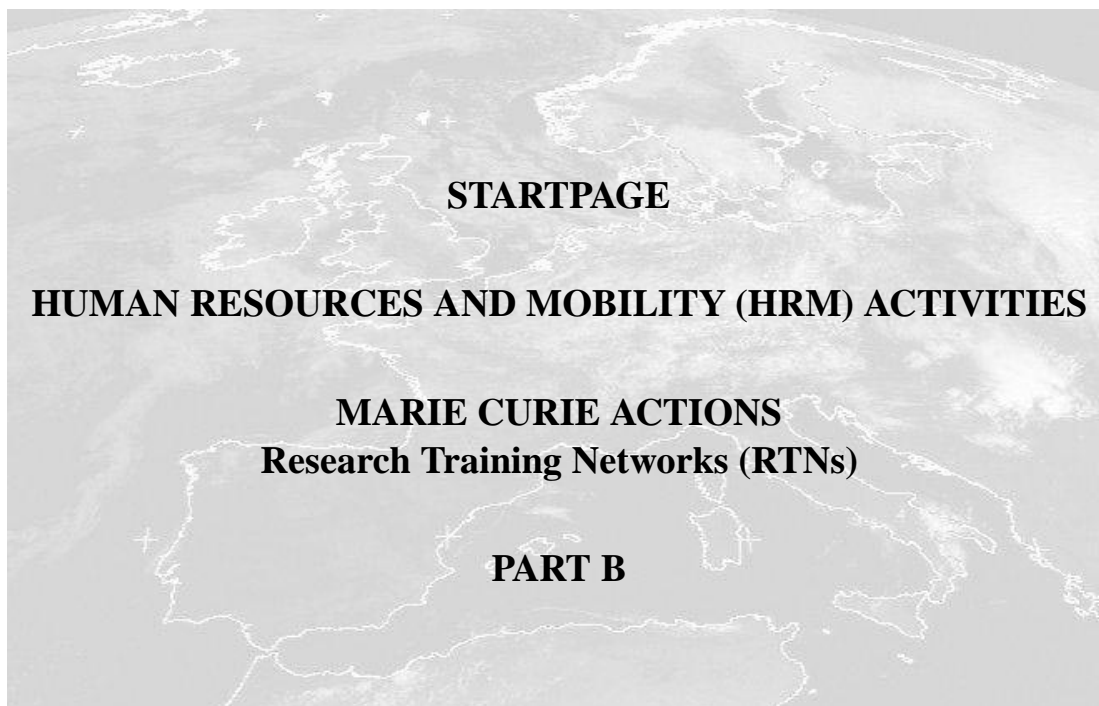 STARTPAGE
HUMAN RESOURCES AND MOBILITY (HRM) ACTIVITIES
MARIE CURIE ACTIONS
Research Training Networks (RTNs)
PART B